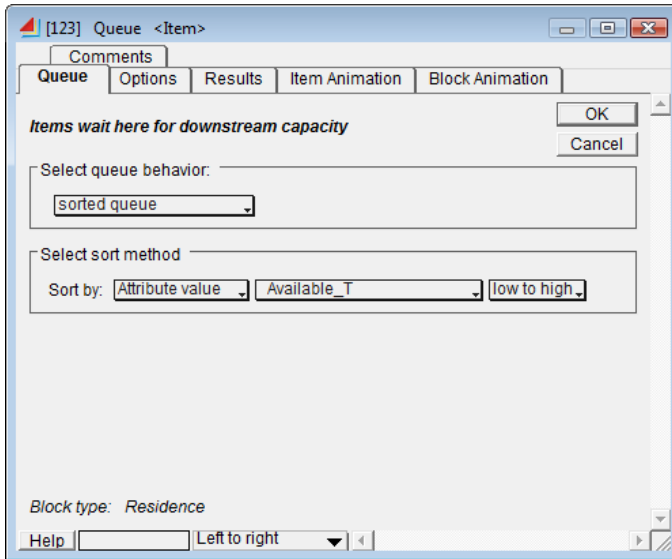 [123] Queue <Item>
Comments
Queue Options Results Item Animation Block Animation
OK
Items wait here for downstream capacity
Cancel
Select queue behavior:
sorted queue
Select sort method
Sort by: Attribute value Available_T low to high
Block type: Residence
Help Left to right